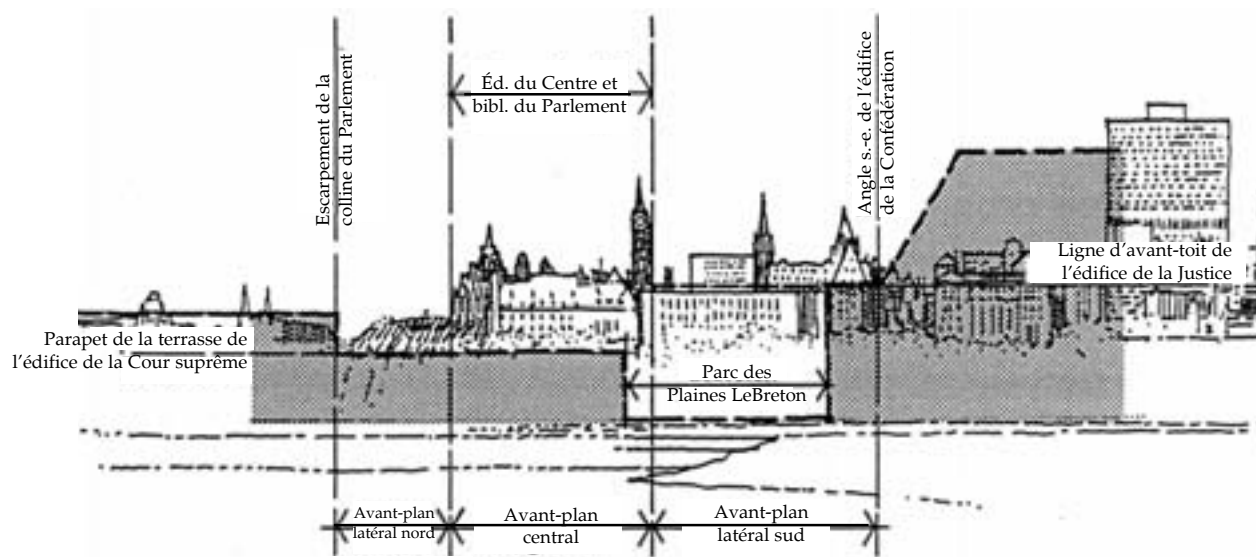 Escarpement de la
colline du Parlement
Éd. du Centre et
bibl. du Parlement
Angle s.-e. de l'édifice
de la Confédération
Ligne d'avant-toit de
l'édifice de la Justice
Parapet de la terrasse de
l'édifice de la Cour suprême
Parc des
Plaines LeBreton
Avant-plan
latéral nord
Avant-plan
central
Avant-plan
latéral sud